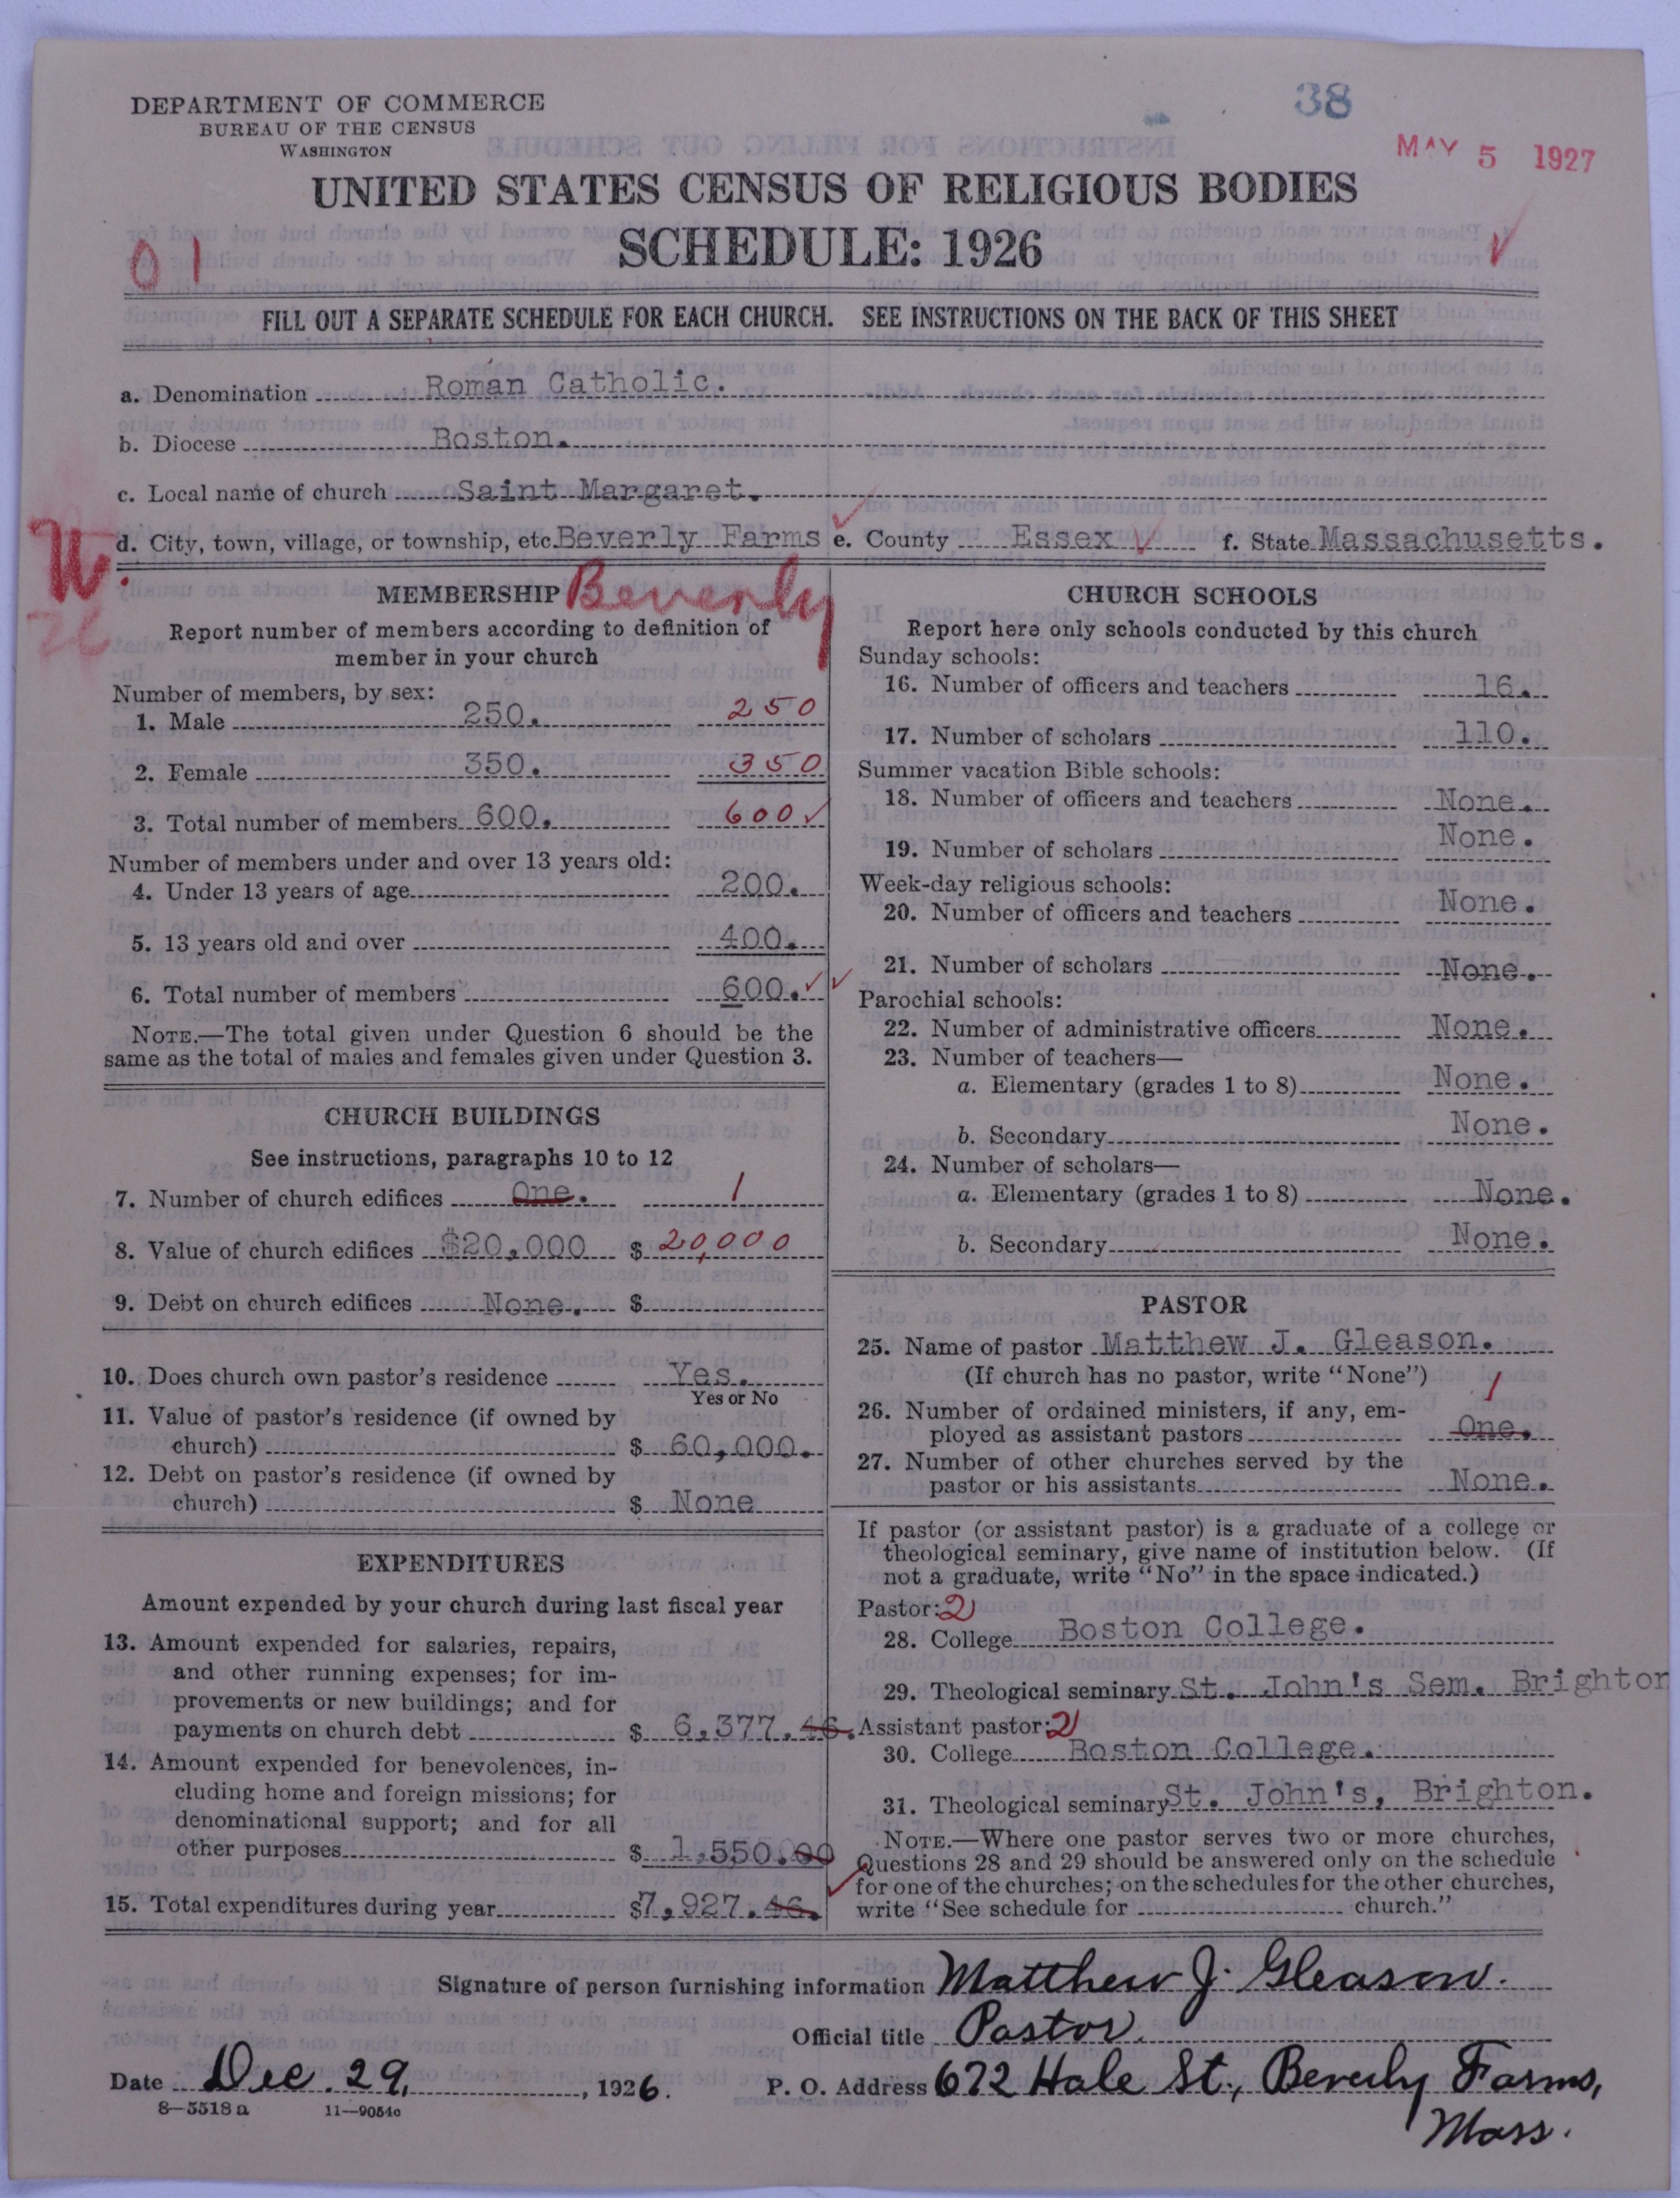 DEPARTMENT OF COMMERCE
BUREAU OF THE CENSUS
WASHINGTON
38
MAY 5 1927
UNITED STATES CENSUS OF RELIGIOUS BODIES
SCHEDULE: 1926
01
FILL OUT A SEPARATE SCHEDULE FOR EACH CHURCH. SEE INSTRUCTIONS ON THE BACK OF THIS SHEET
a. Denomination Roman Catholic.
b. Diocese Boston.
c. Local name of church Saint Margaret.
d. City, town, village, or township, etc. Beverly Farms e. County Essex f. State Massachusetts.
MEMBERSHIP Beverly
Report number of members according to definition of
member in your church
Number of members, by sex:
1. Male 250. 250
2. Female 350. 350
3. Total number of members 600. 600 ✓
Number of members under and over 13 years old:
4. Under 13 years of age 200.
5. 13 years old and over 400.
6. Total number of members 600. ✓
NOTE.—The total given under Question 6 should be the
same as the total of males and females given under Question 3.
CHURCH BUILDINGS
See instructions, paragraphs 10 to 12
7. Number of church edifices One. 1
8. Value of church edifices $20,000 $ 20,000
9. Debt on church edifices None. $
10. Does church own pastor's residence Yes.
Yes or No
11. Value of pastor's residence (if owned by
church) $ 60,000.
12. Debt on pastor's residence (if owned by
church) $ None
EXPENDITURES
Amount expended by your church during last fiscal year
13. Amount expended for salaries, repairs,
and other running expenses; for im-
provements or new buildings; and for
payments on church debt $ 6,377.46.
14. Amount expended for benevolences, in-
cluding home and foreign missions; for
denominational support; and for all
other purposes $ 1,550.00
15. Total expenditures during year $7,927.46.
CHURCH SCHOOLS
Report here only schools conducted by this church
Sunday schools:
16. Number of officers and teachers 16.
17. Number of scholars 110.
Summer vacation Bible schools:
18. Number of officers and teachers None.
19. Number of scholars None.
Week-day religious schools:
20. Number of officers and teachers None.
21. Number of scholars None.
Parochial schools:
22. Number of administrative officers None.
23. Number of teachers—
a. Elementary (grades 1 to 8) None.
b. Secondary None.
24. Number of scholars—
a. Elementary (grades 1 to 8) None.
b. Secondary None.
PASTOR
25. Name of pastor Matthew J. Gleason.
(If church has no pastor, write "None") 1
26. Number of ordained ministers, if any, em-
ployed as assistant pastors One.
27. Number of other churches served by the
pastor or his assistants None.
If pastor (or assistant pastor) is a graduate of a college or
theological seminary, give name of institution below. (If
not a graduate, write "No" in the space indicated.)
Pastor: 2
28. College Boston College.
29. Theological seminary St. John's Sem. Brighton
Assistant pastor: 2
30. College Boston College.
31. Theological seminary St. John's, Brighton.
NOTE.—Where one pastor serves two or more churches,
Questions 28 and 29 should be answered only on the schedule
for one of the churches; on the schedules for the other churches,
write "See schedule for church."
Signature of person furnishing information Matthew J. Gleason.
Official title Pastor.
Date Dec. 29, 1926. P. O. Address 672 Hale St., Beverly Farms,
Mass.
8—5518a 11—9054c